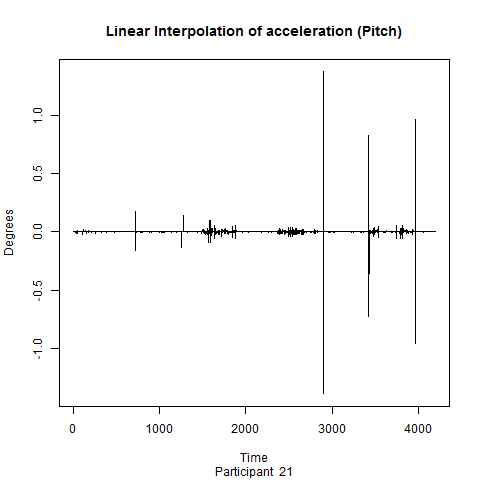 Linear Interpolation of acceleration (Pitch)
1.0
0.5
0.0
-0.5
-1.0
Degrees
0 1000 2000 3000 4000
Time
Participant 21